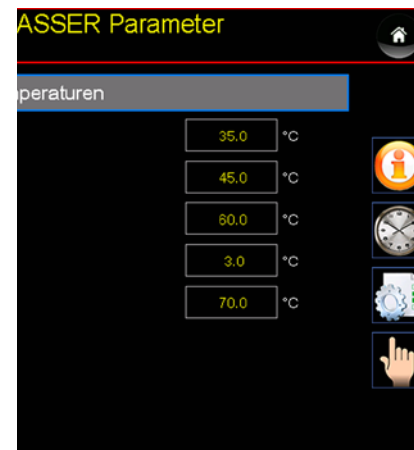 ASSER Parameter
peraturen
35.0 °C
45.0 °C
60.0 °C
3.0 °C
70.0 °C